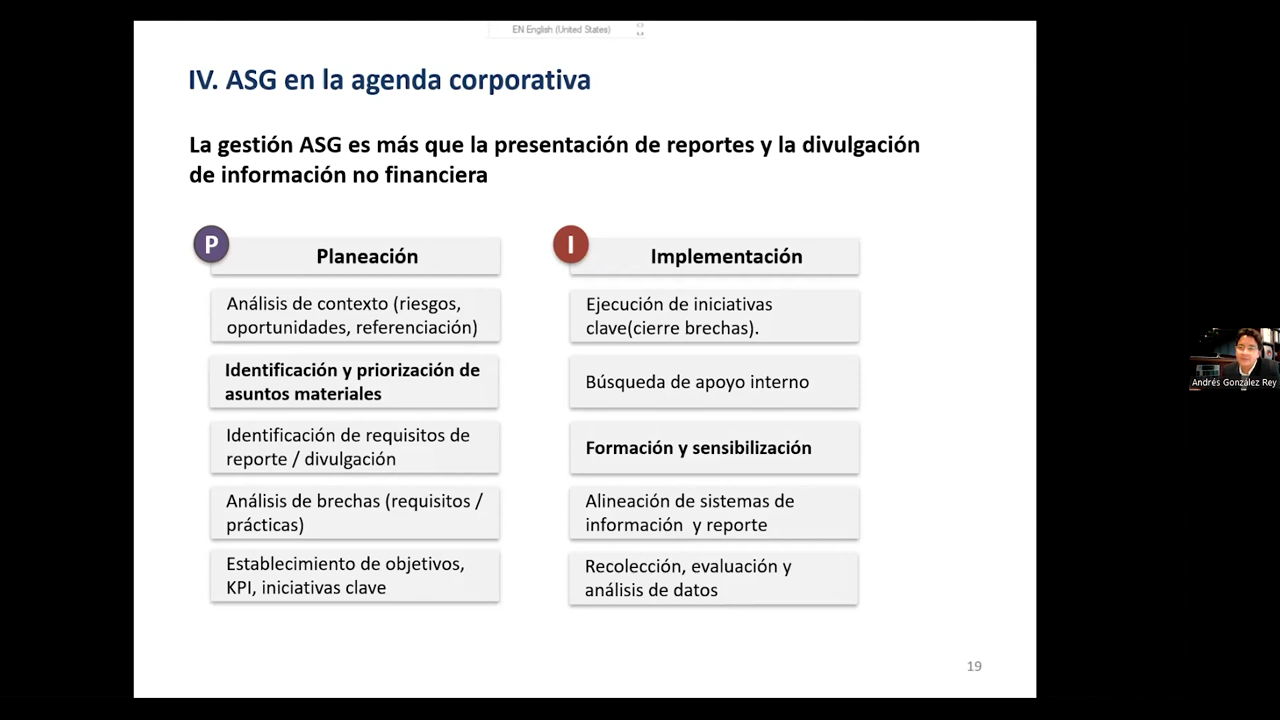 EN English (United States)
IV. ASG en la agenda corporativa
La gestión ASG es más que la presentación de reportes y la divulgación
de información no financiera
P
Planeación
Análisis de contexto (riesgos,
oportunidades, referenciación)
Identificación y priorización de
asuntos materiales
Identificación de requisitos de
reporte / divulgación
Análisis de brechas (requisitos /
prácticas)
Establecimiento de objetivos,
KPI, iniciativas clave
I
Implementación
Ejecución de iniciativas
clave(cierre brechas).
Búsqueda de apoyo interno
Formación y sensibilización
Alineación de sistemas de
información y reporte
Recolección, evaluación y
análisis de datos
19
Andrés González Rey